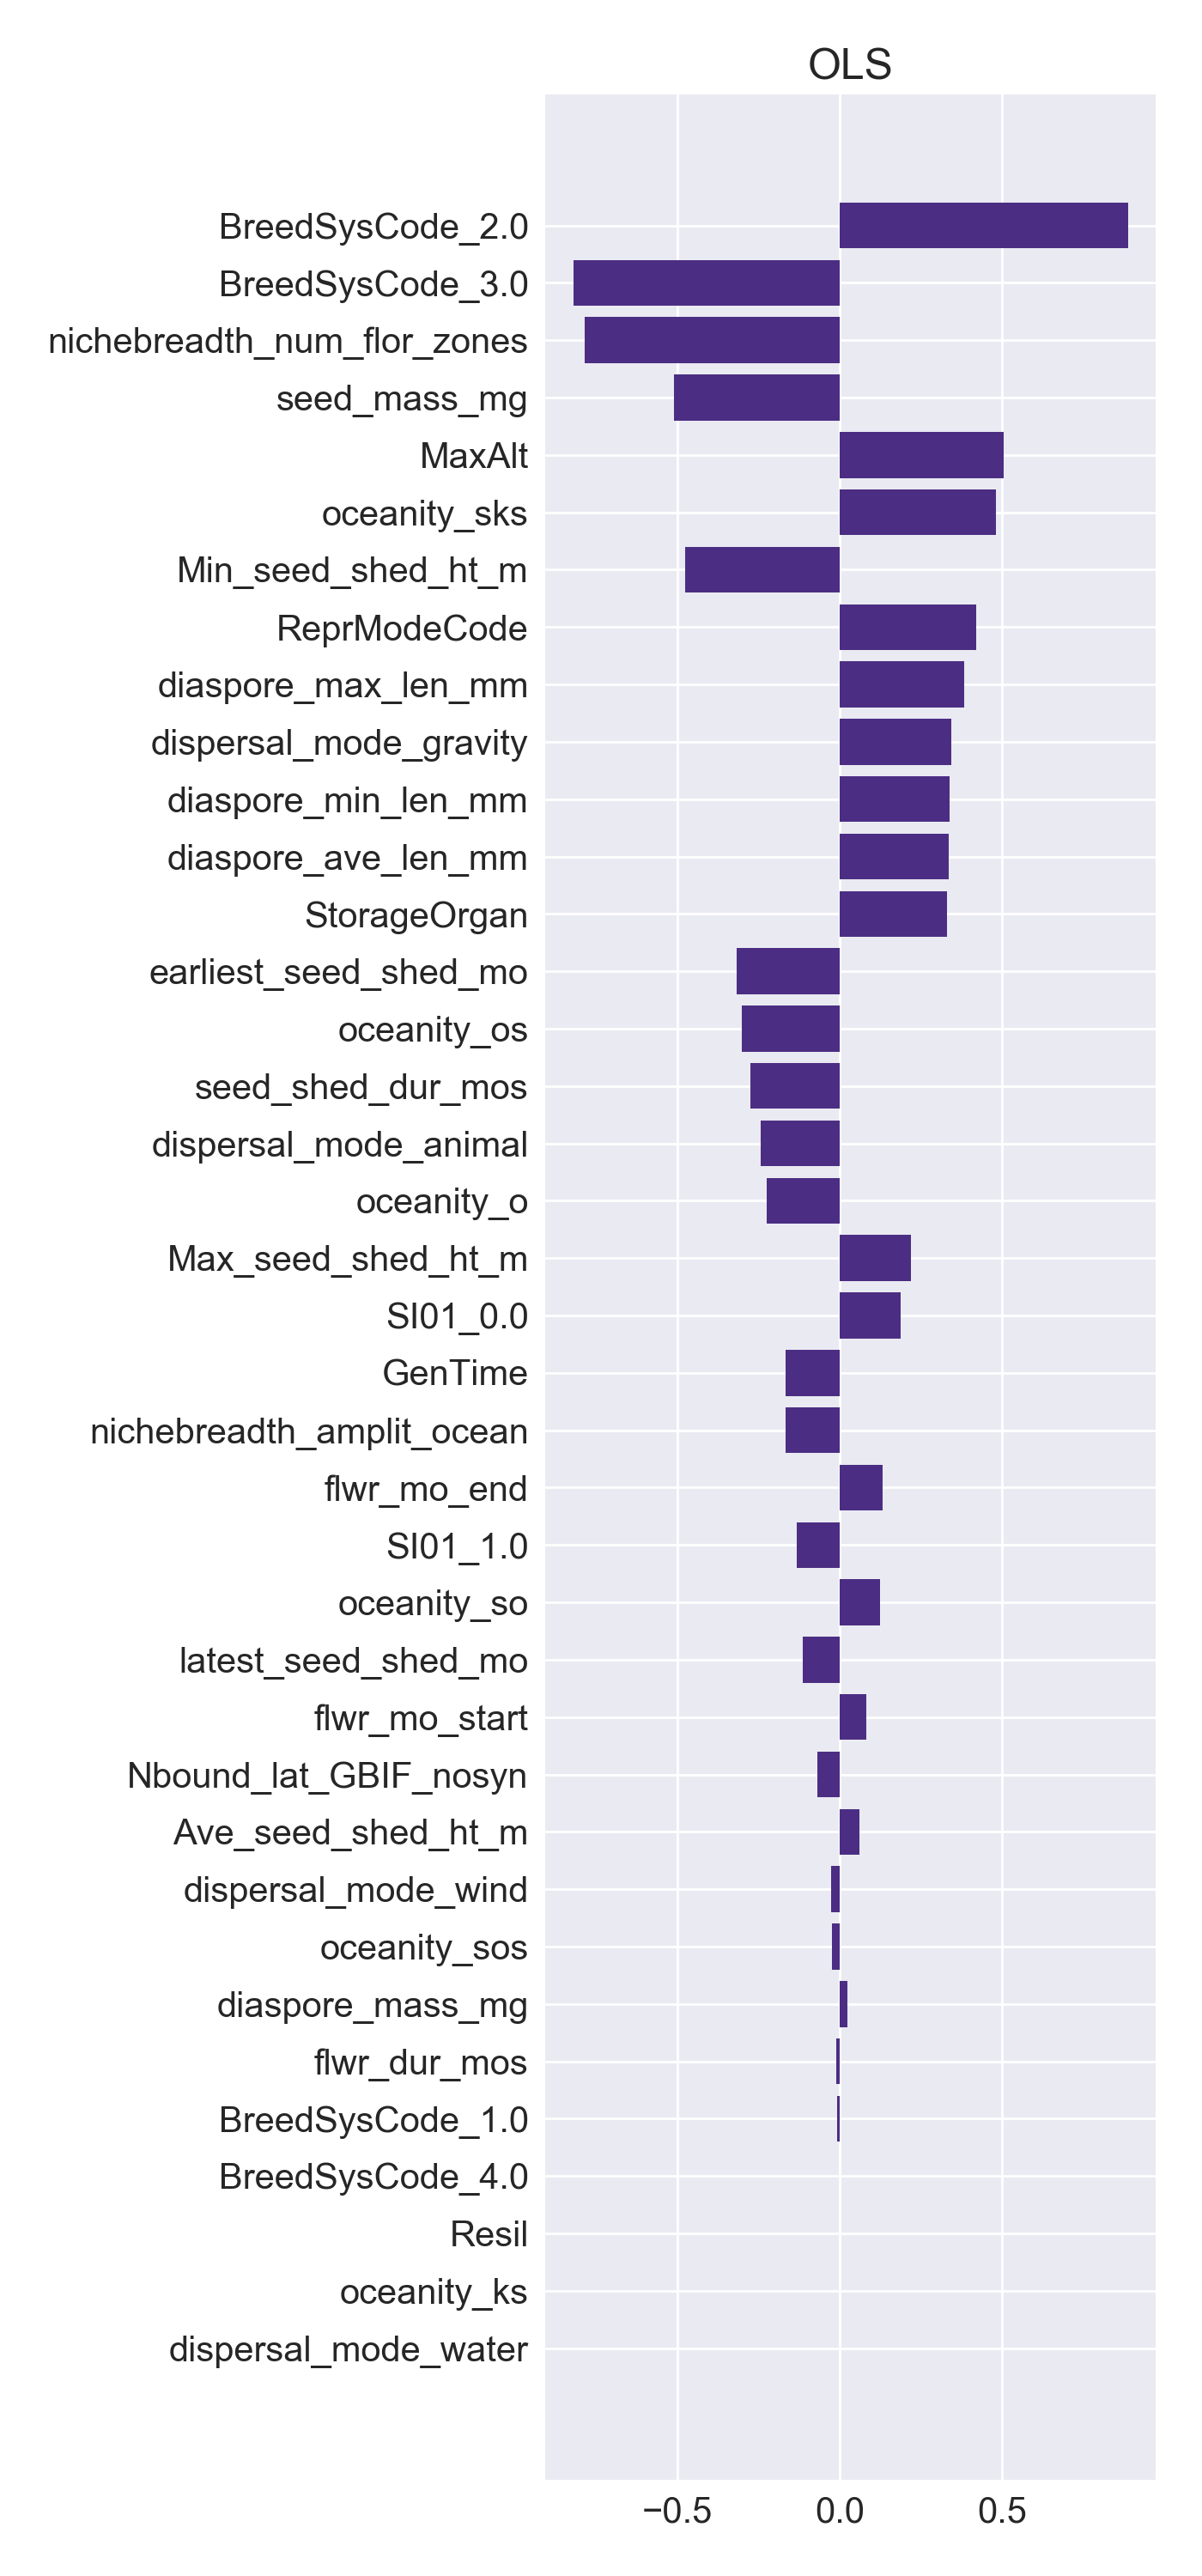 OLS
BreedSysCode_2.0
BreedSysCode_3.0
nichebreadth_num_flor_zones
seed_mass_mg
MaxAlt
oceanity_sks
Min_seed_shed_ht_m
ReprModeCode
diaspore_max_len_mm
dispersal_mode_gravity
diaspore_min_len_mm
diaspore_ave_len_mm
StorageOrgan
earliest_seed_shed_mo
oceanity_os
seed_shed_dur_mos
dispersal_mode_animal
oceanity_o
Max_seed_shed_ht_m
SI01_0.0
GenTime
nichebreadth_amplit_ocean
flwr_mo_end
SI01_1.0
oceanity_so
latest_seed_shed_mo
flwr_mo_start
Nbound_lat_GBIF_nosyn
Ave_seed_shed_ht_m
dispersal_mode_wind
oceanity_sos
diaspore_mass_mg
flwr_dur_mos
BreedSysCode_1.0
BreedSysCode_4.0
Resil
oceanity_ks
dispersal_mode_water
−0.5 0.0 0.5